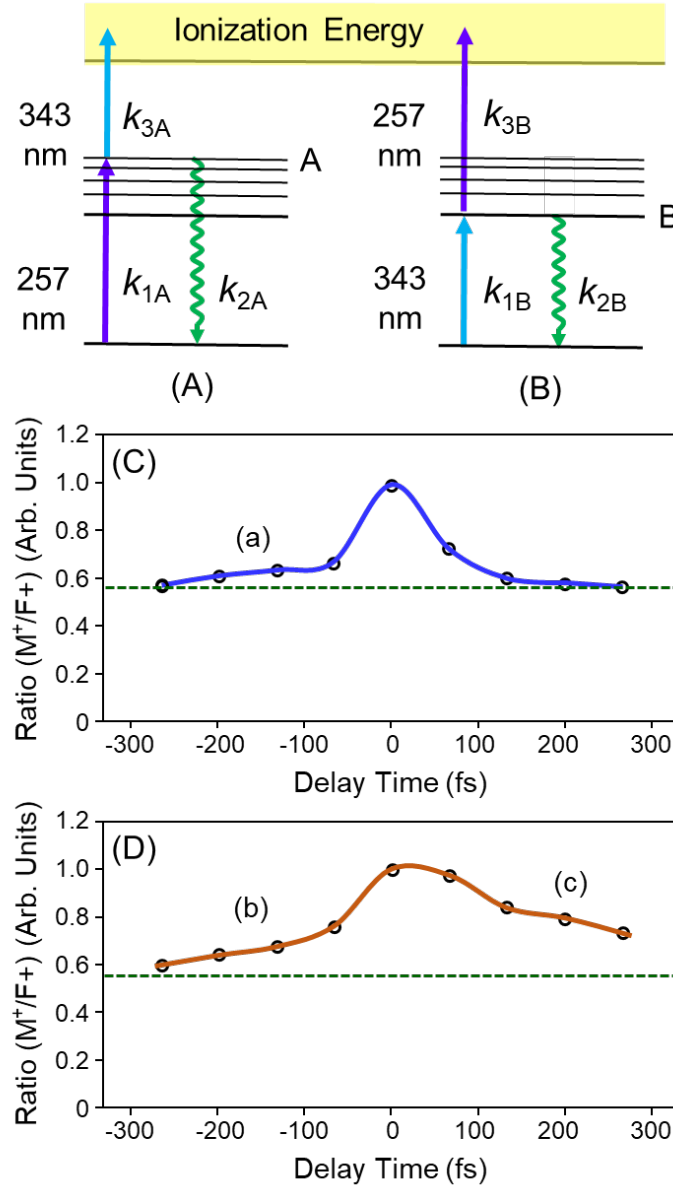 Ionization Energy
343 nm
k3A
A
257 nm
k1A
k2A
(A)
257 nm
k3B
B
343 nm
k1B
k2B
(B)
(C)
Ratio (M+/F+) (Arb. Units)
1.2
1.0
0.8
0.6
0.4
0.2
0
(a)
-300
-200
-100
0
100
200
300
Delay Time (fs)
(D)
Ratio (M+/F+) (Arb. Units)
1.2
1.0
0.8
0.6
0.4
0.2
0
(b)
(c)
-300
-200
-100
0
100
200
300
Delay Time (fs)